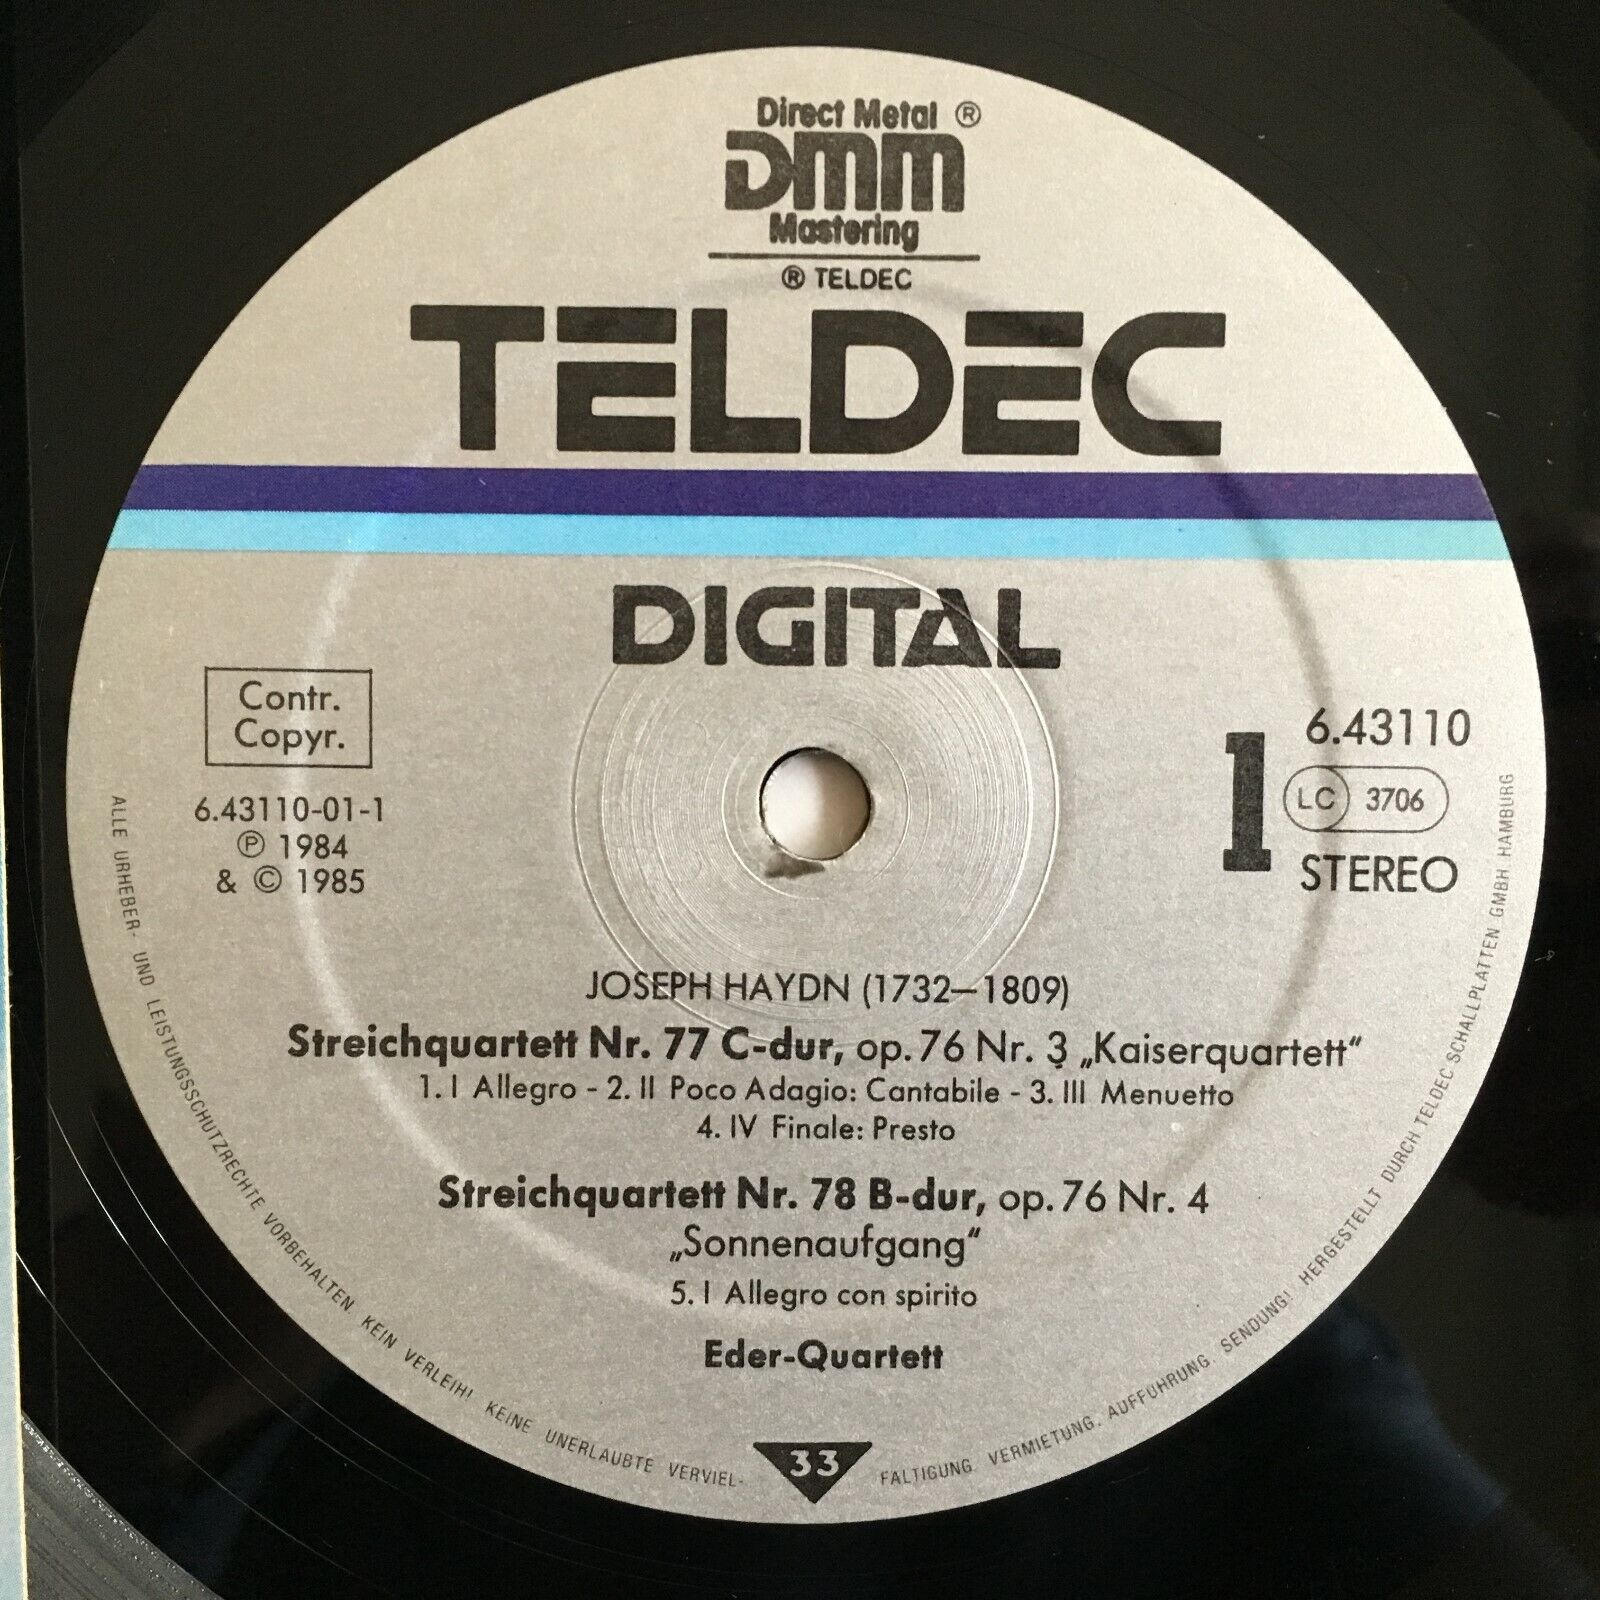 Direct Metal ®
DMM
Mastering
® TELDEC
TELDEC
DIGITAL
Contr.
Copyr.
6.43110-01-1
℗ 1984
& © 1985
1
6.43110
LC 3706
STEREO
JOSEPH HAYDN (1732–1809)
Streichquartett Nr. 77 C-dur, op. 76 Nr. 3 „Kaiserquartett“
1. I Allegro - 2. II Poco Adagio: Cantabile - 3. III Menuetto
4. IV Finale: Presto
Streichquartett Nr. 78 B-dur, op. 76 Nr. 4
„Sonnenaufgang“
5. I Allegro con spirito
Eder-Quartett
33
ALLE URHEBER- UND LEISTUNGSSCHUTZRECHTE VORBEHALTEN KEIN VERLEIH! KEINE UNERLAUBTE VERVIEL- FALTIGUNG VERMIETUNG. AUFFUHRUNG. SENDUNG! HERGESTELLT DURCH TELDEC SCHALLPLATTEN GMBH HAMBURG